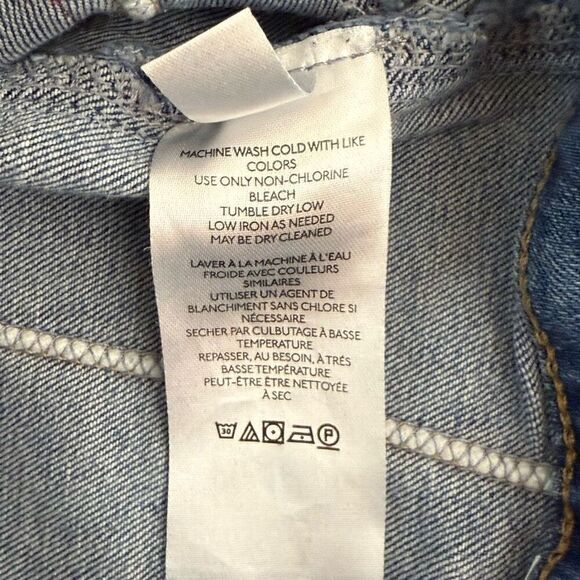 MACHINE WASH COLD WITH LIKE
COLORS
USE ONLY NON-CHLORINE
BLEACH
TUMBLE DRY LOW
LOW IRON AS NEEDED
MAY BE DRY CLEANED
LAVER À LA MACHINE À L'EAU
FROIDE AVEC COULEURS
SIMILAIRES
UTILISER UN AGENT DE
BLANCHIMENT SANS CHLORE SI
NÉCESSAIRE
SECHER PAR CULBUTAGE À BASSE
TEMPERATURE
REPASSER, AU BESOIN, À TRÉS
BASSE TEMPÉRATURE
PEUT-ÊTRE ÊTRE NETTOYÉE
À SEC
30 P